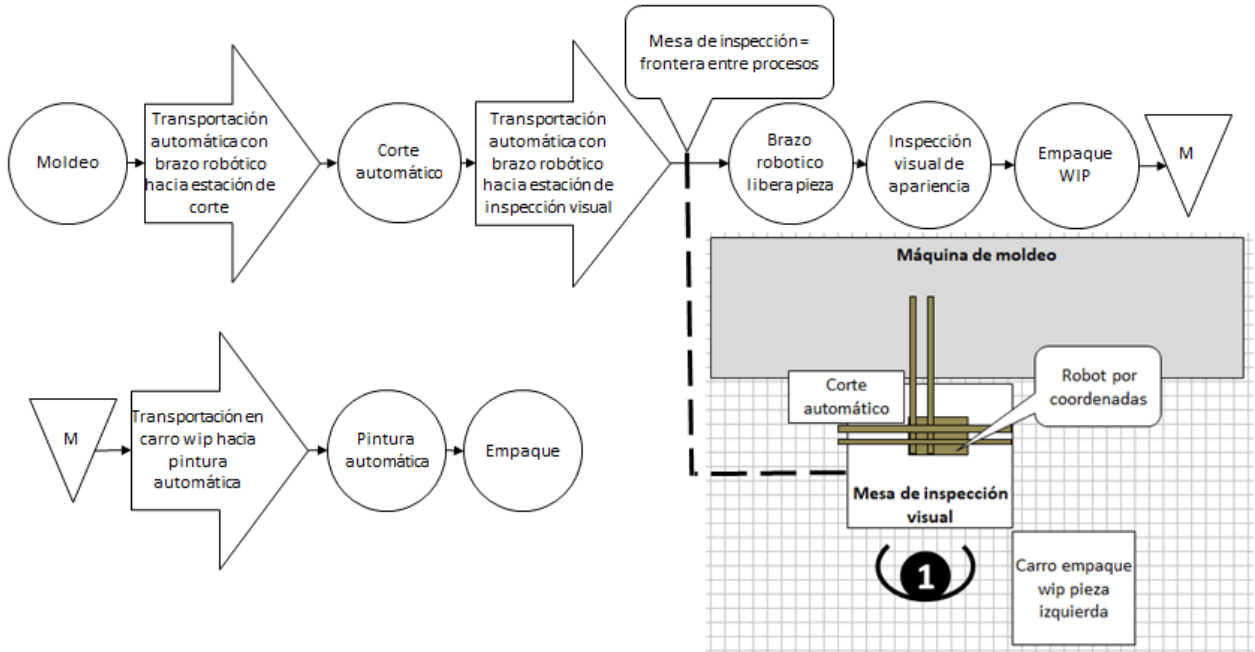 Mesa de inspección =
frontera entre procesos
Moldeo
Transportación
automática con
brazo robótico
hacia estación de
corte
Corte
automático
Transportación
automática con
brazo robótico
hacia estación de
inspección visual
Brazo
robotico
libera pieza
Inspección
visual de
apariencia
Empaque
WIP
M
M
Transportación en
carro wip hacia
pintura
automática
Pintura
automática
Empaque
Máquina de moldeo
Corte
automático
Robot por
coordenadas
Mesa de inspección
visual
1
Carro empaque
wip pieza
izquierda